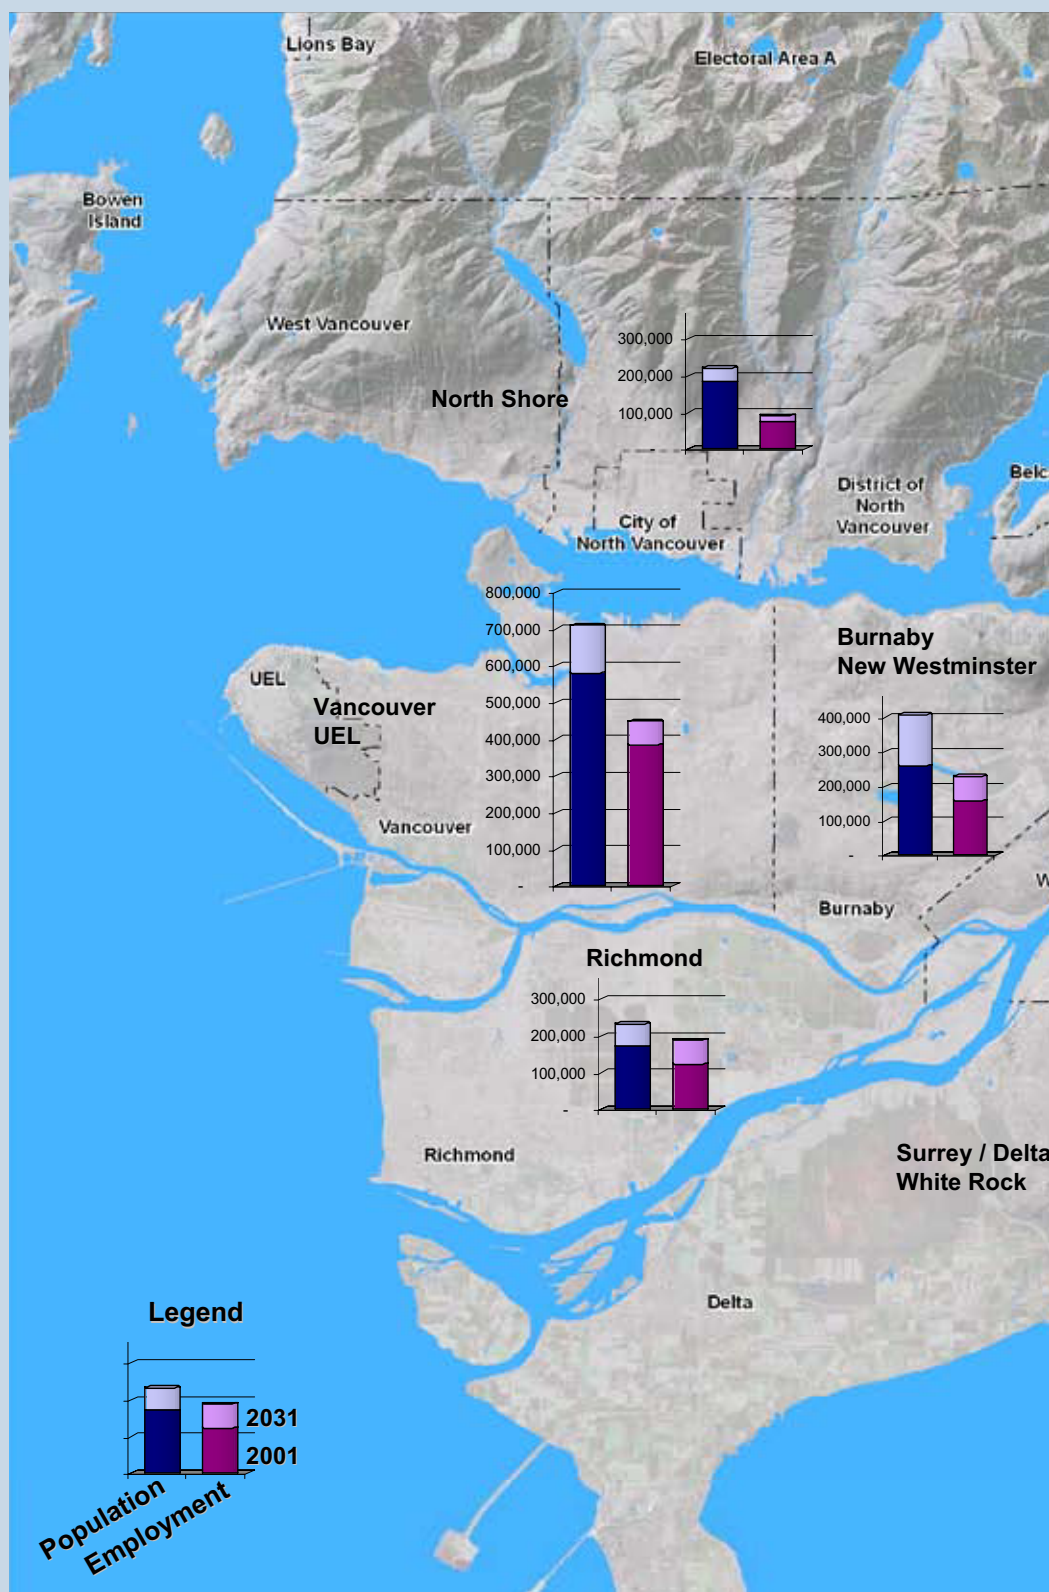 Lions Bay
Electoral Area A
Bowen
Island
West Vancouver
North Shore
300,000
200,000
100,000
District of
North
Vancouver
City of
North Vancouver
800,000
700,000
600,000
500,000
400,000
300,000
200,000
100,000
-
UEL
Vancouver
UEL
Vancouver
Burnaby
New Westminster
400,000
300,000
200,000
100,000
-
Burnaby
Richmond
300,000
200,000
100,000
-
Richmond
Surrey / Delta
White Rock
Delta
Legend
2031
2001
Population
Employment